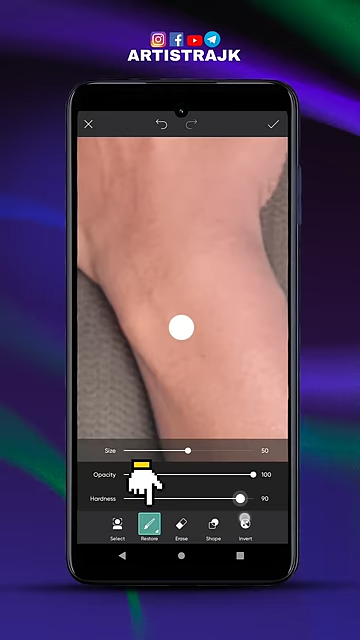 ARTISTRAJK
Size 50
Opacity 100
Hardness 90
Select Restore Erase Shape Invert